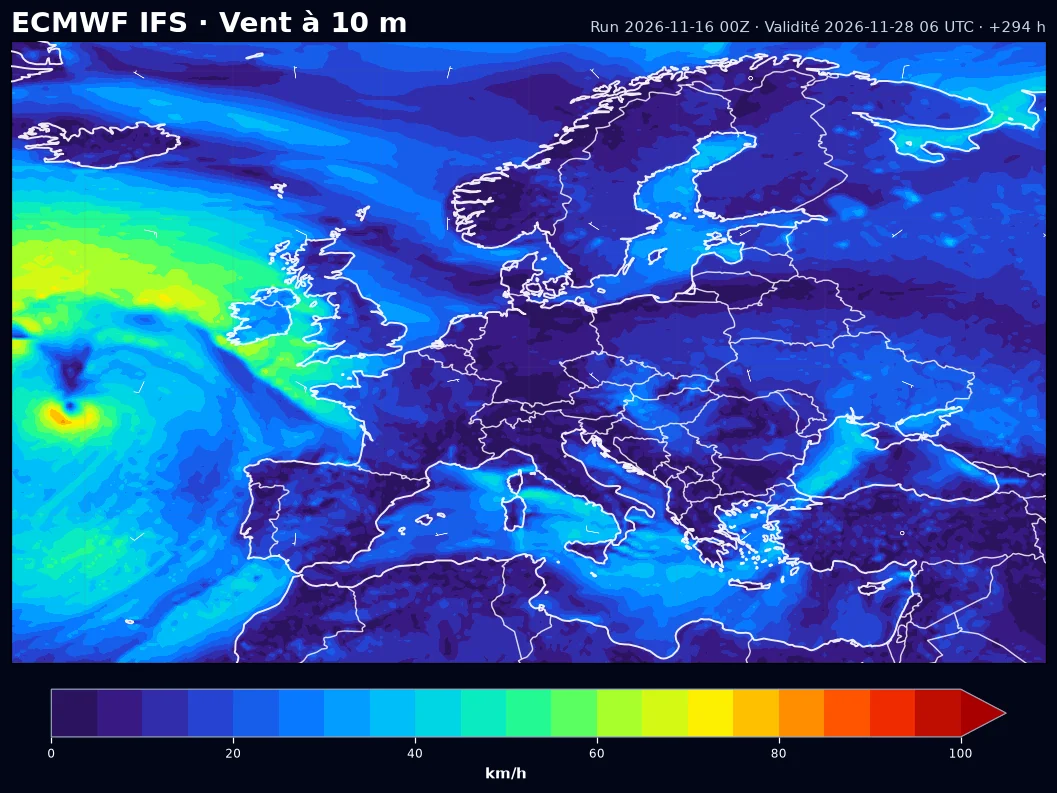 ECMWF IFS · Vent à 10 m
Run 2026-11-16 00Z · Validité 2026-11-28 06 UTC · +294 h
0 20 40 60 80 100
km/h